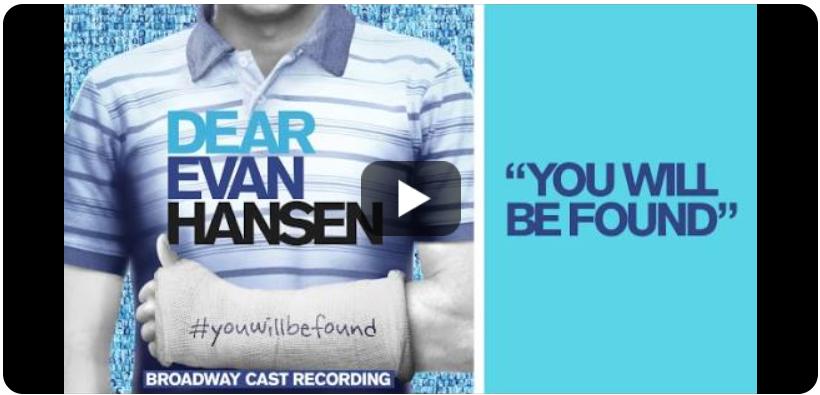 DEAR
EVAN
HANSEN
#youwillbefound
BROADWAY CAST RECORDING
“YOU WILL
BE FOUND”